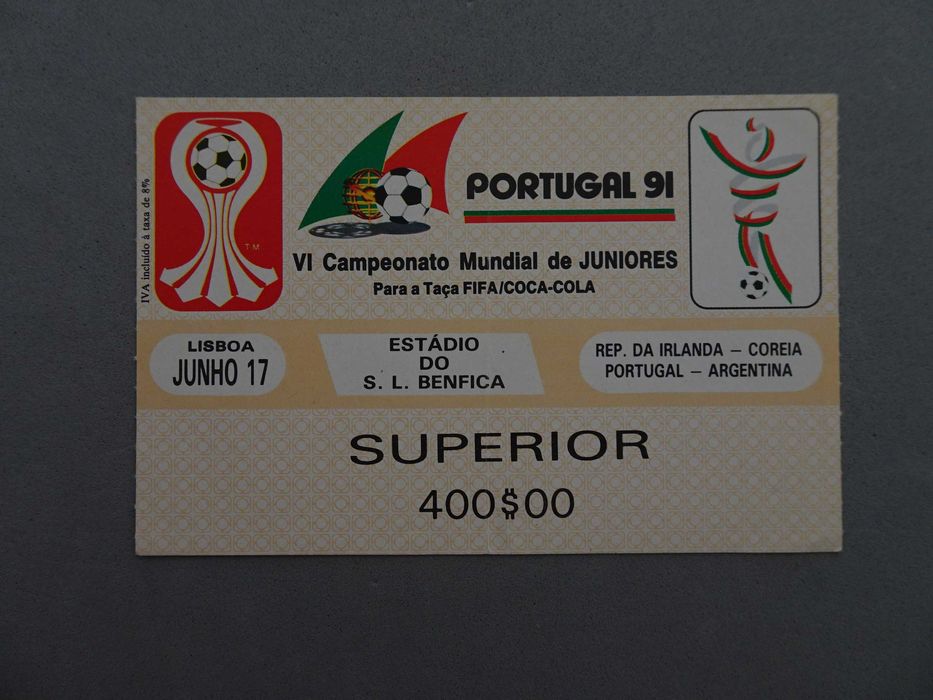 IVA incluído à taxa de 8%
TM
PORTUGAL 91
VI Campeonato Mundial de JUNIORES
Para a Taça FIFA/COCA-COLA
LISBOA
JUNHO 17
ESTÁDIO
DO
S. L. BENFICA
REP. DA IRLANDA – COREIA
PORTUGAL – ARGENTINA
SUPERIOR
400$00